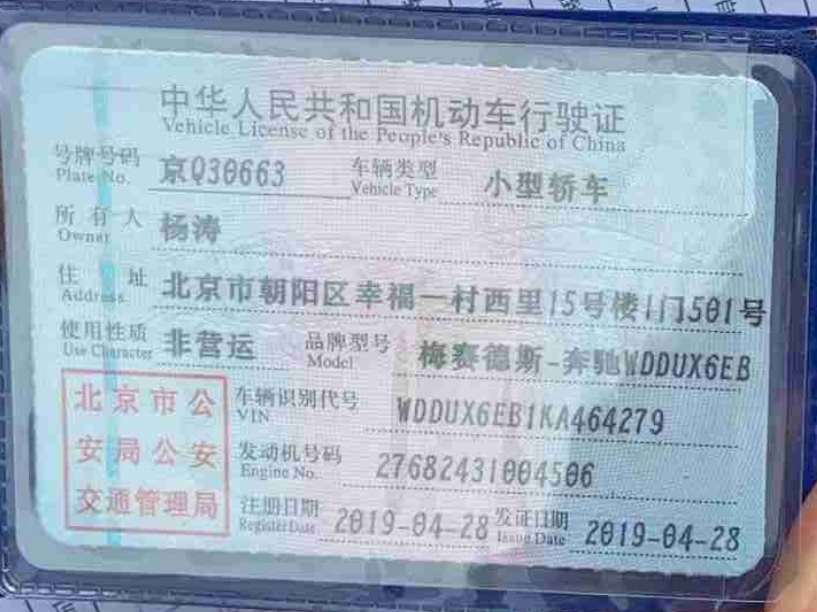 中华人民共和国机动车行驶证
Vehicle License of the People's Republic of China
号牌号码 京Q30663 车辆类型 小型轿车
Plate No. Vehicle Type
所有人 杨涛
Owner
住址 北京市朝阳区幸福一村西里15号楼1门501号
Address
使用性质 非营运 品牌型号 梅赛德斯-奔驰WDDUX6EB
Use Character Model
北京市公安局公安交通管理局
车辆识别代号 WDDUX6EB1KA464279
VIN
发动机号码 27682431004506
Engine No.
注册日期 2019-04-28 发证日期 2019-04-28
Register Date Issue Date